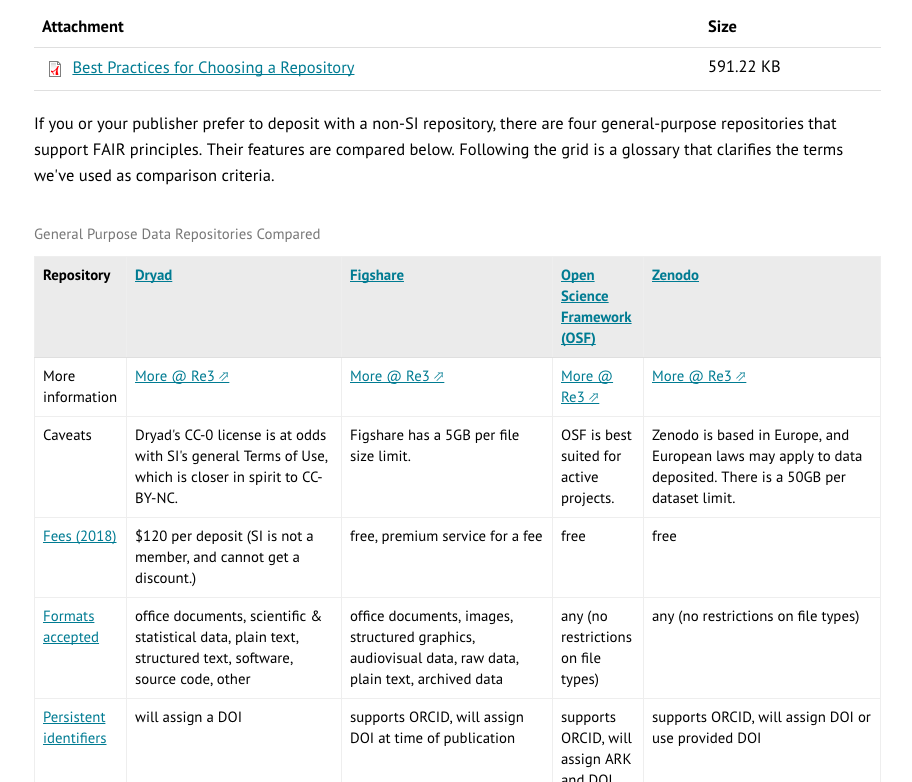 Attachment Size
Best Practices for Choosing a Repository 591.22 KB
If you or your publisher prefer to deposit with a non-SI repository, there are four general-purpose repositories that
support FAIR principles. Their features are compared below. Following the grid is a glossary that clarifies the terms
we've used as comparison criteria.
General Purpose Data Repositories Compared
Repository
Dryad
Figshare
Open
Science
Framework
(OSF)
Zenodo
More
information
More @ Re3 ⬀
More @ Re3 ⬀
More @
Re3 ⬀
More @ Re3 ⬀
Caveats
Dryad's CC-0 license is at odds
with SI's general Terms of Use,
which is closer in spirit to CC-
BY-NC.
Figshare has a 5GB per file
size limit.
OSF is best
suited for
active
projects.
Zenodo is based in Europe, and
European laws may apply to data
deposited. There is a 50GB per
dataset limit.
Fees (2018)
$120 per deposit (SI is not a
member, and cannot get a
discount.)
free, premium service for a fee
free
free
Formats
accepted
office documents, scientific &
statistical data, plain text,
structured text, software,
source code, other
office documents, images,
structured graphics,
audiovisual data, raw data,
plain text, archived data
any (no
restrictions
on file
types)
any (no restrictions on file types)
Persistent
identifiers
will assign a DOI
supports ORCID, will assign
DOI at time of publication
supports
ORCID, will
assign ARK
and DOI
supports ORCID, will assign DOI or
use provided DOI